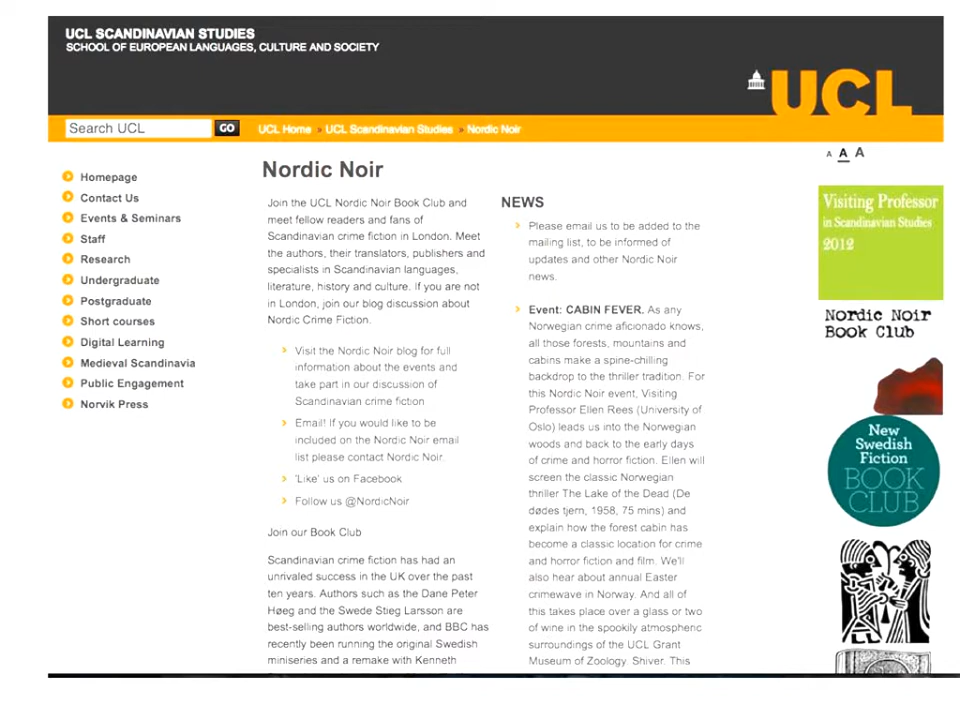 UCL SCANDINAVIAN STUDIES
SCHOOL OF EUROPEAN LANGUAGES, CULTURE AND SOCIETY
UCL
Search UCL
GO
UCL Home » UCL Scandinavian Studies » Nordic Noir
A A A
Homepage
Contact Us
Events & Seminars
Staff
Research
Undergraduate
Postgraduate
Short courses
Digital Learning
Medieval Scandinavia
Public Engagement
Norvik Press
Nordic Noir
Join the UCL Nordic Noir Book Club and
meet fellow readers and fans of
Scandinavian crime fiction in London. Meet
the authors, their translators, publishers and
specialists in Scandinavian languages,
literature, history and culture. If you are not
in London, join our blog discussion about
Nordic Crime Fiction.
Visit the Nordic Noir blog for full
information about the events and
take part in our discussion of
Scandinavian crime fiction
Email! If you would like to be
included on the Nordic Noir email
list please contact Nordic Noir.
'Like' us on Facebook
Follow us @NordicNoir
Join our Book Club
Scandinavian crime fiction has had an
unrivaled success in the UK over the past
ten years. Authors such as the Dane Peter
Høeg and the Swede Stieg Larsson are
best-selling authors worldwide, and BBC has
recently been running the original Swedish
miniseries and a remake with Kenneth
NEWS
Please email us to be added to the
mailing list, to be informed of
updates and other Nordic Noir
news.
Event: CABIN FEVER. As any
Norwegian crime aficionado knows,
all those forests, mountains and
cabins make a spine-chilling
backdrop to the thriller tradition. For
this Nordic Noir event, Visiting
Professor Ellen Rees (University of
Oslo) leads us into the Norwegian
woods and back to the early days
of crime and horror fiction. Ellen will
screen the classic Norwegian
thriller The Lake of the Dead (De
dødes tjern, 1958, 75 mins) and
explain how the forest cabin has
become a classic location for crime
and horror fiction and film. We'll
also hear about annual Easter
crimewave in Norway. And all of
this takes place over a glass or two
of wine in the spookily atmospheric
surroundings of the UCL Grant
Museum of Zoology. Shiver. This
Visiting Professor
in Scandinavian Studies
2012
Nordic Noir
Book Club
New
Swedish
Fiction
BOOK
CLUB